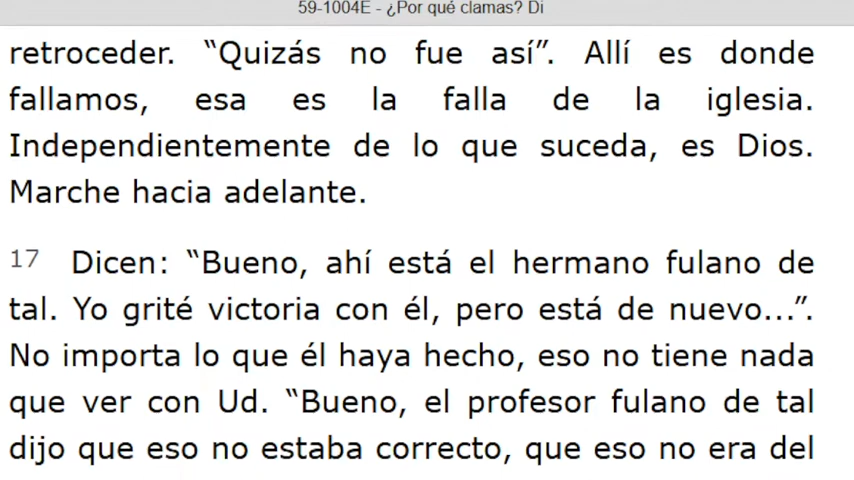 59-1004E - ¿Por qué clamas? Di
retroceder. “Quizás no fue así”. Allí es donde
fallamos, esa es la falla de la iglesia.
Independientemente de lo que suceda, es Dios.
Marche hacia adelante.
17 Dicen: “Bueno, ahí está el hermano fulano de
tal. Yo grité victoria con él, pero está de nuevo...”.
No importa lo que él haya hecho, eso no tiene nada
que ver con Ud. “Bueno, el profesor fulano de tal
dijo que eso no estaba correcto, que eso no era del